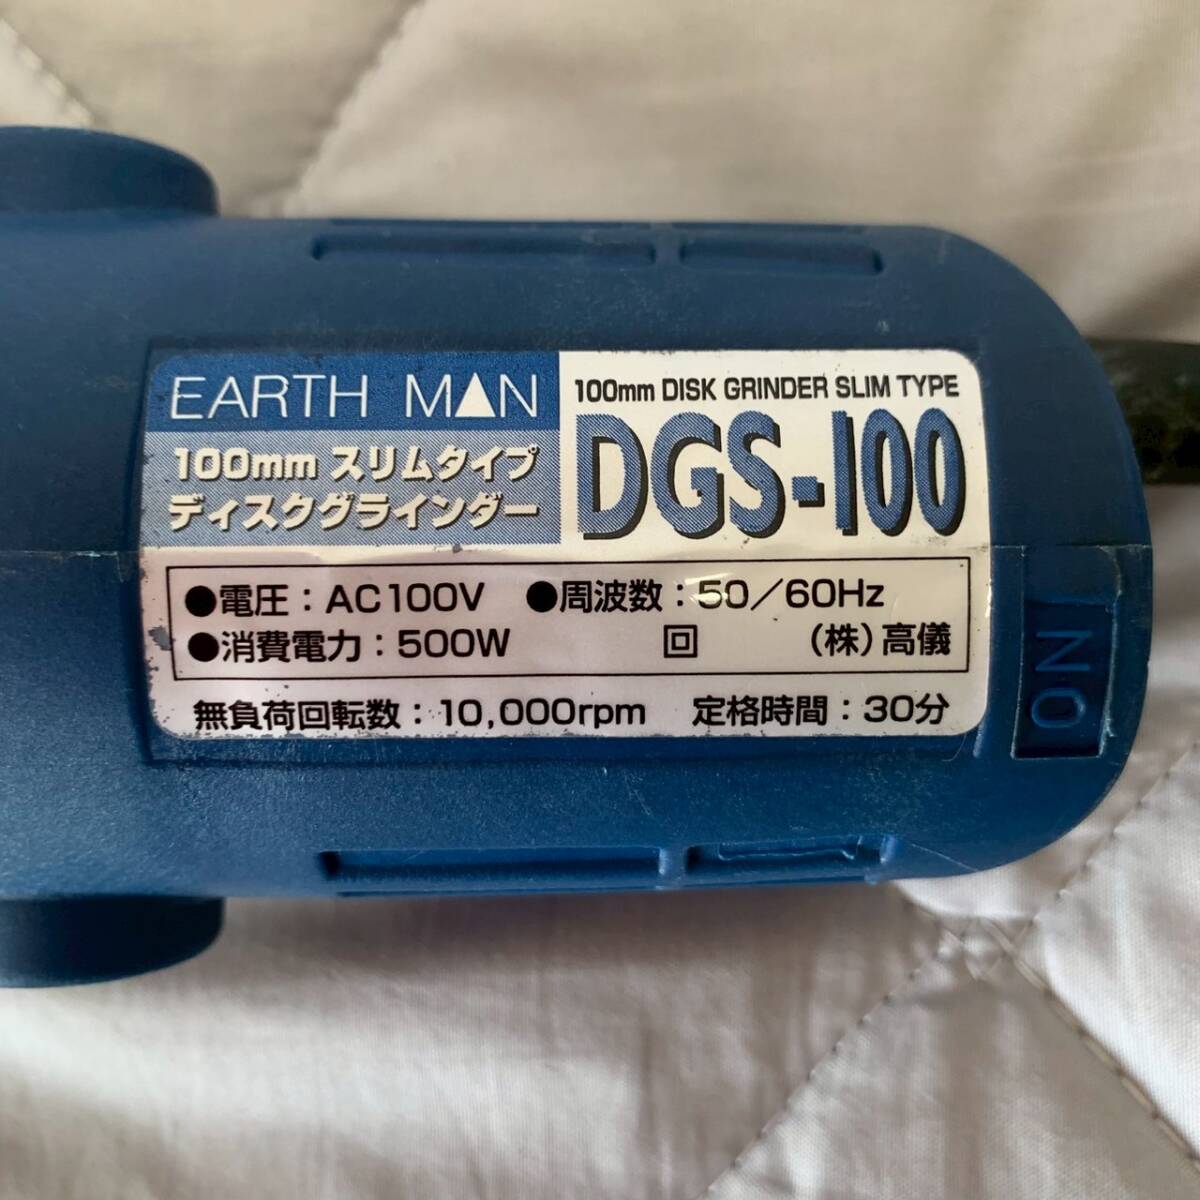 EARTH MAN
100mm スリムタイプ
ディスクグラインダー
100mm DISK GRINDER SLIM TYPE
DGS-100
●電圧：AC100V ●周波数：50／60Hz
●消費電力：500W 回 (株)高儀
無負荷回転数：10,000rpm 定格時間：30分
ON